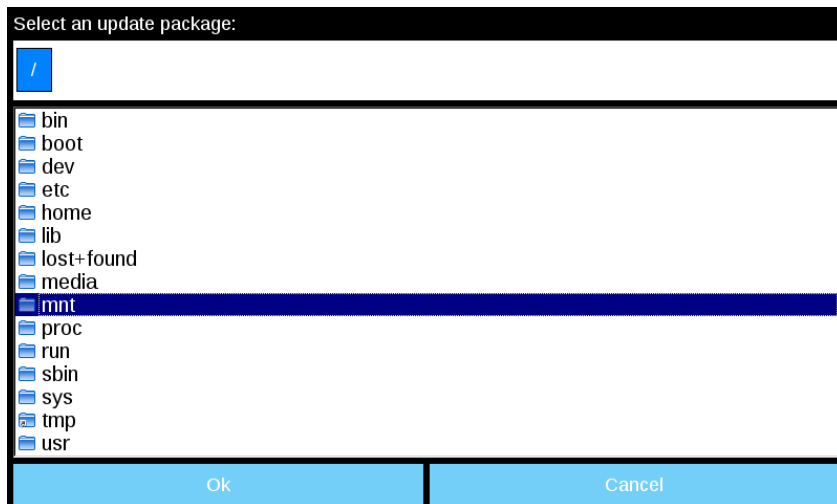 Select an update package:
/
bin
boot
dev
etc
home
lib
lost+found
media
mnt
proc
run
sbin
sys
tmp
usr
Ok Cancel